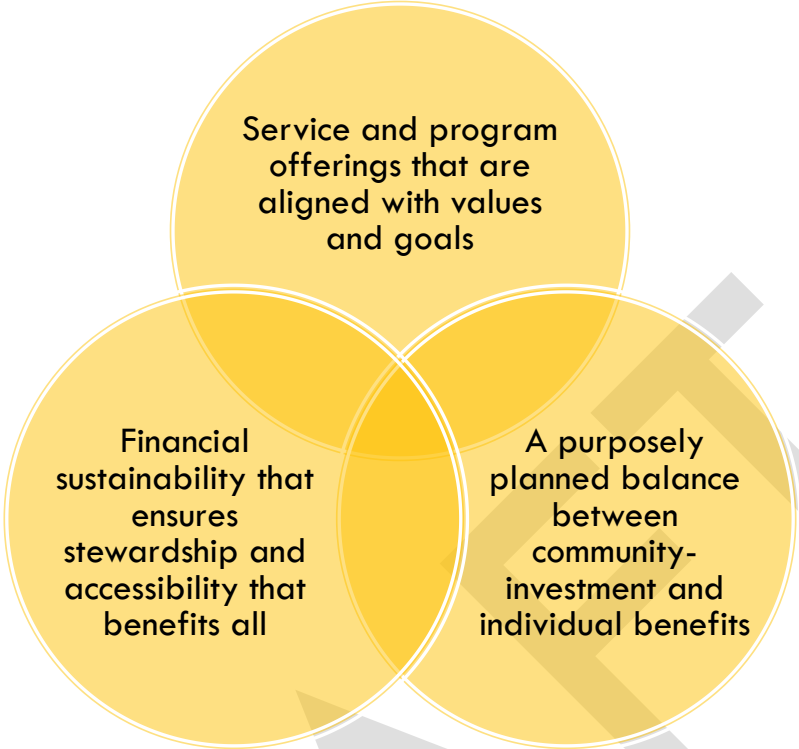 Service and program
offerings that are
aligned with values
and goals
Financial
sustainability that
ensures
stewardship and
accessibility that
benefits all
A purposely
planned balance
between
community-
investment and
individual benefits